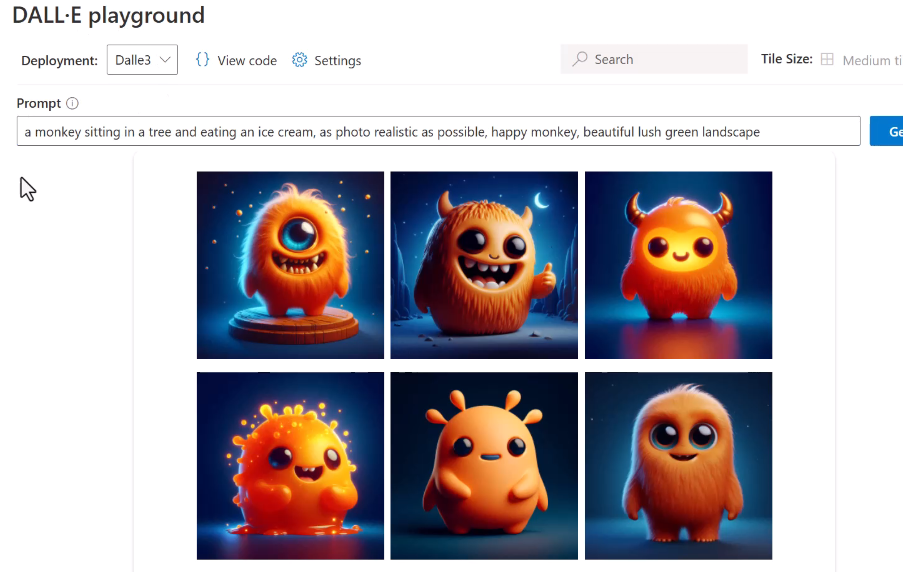 DALL·E playground
Deployment: Dalle3 {} View code Settings Search Tile Size: Medium ti
Prompt
a monkey sitting in a tree and eating an ice cream, as photo realistic as possible, happy monkey, beautiful lush green landscape Ge